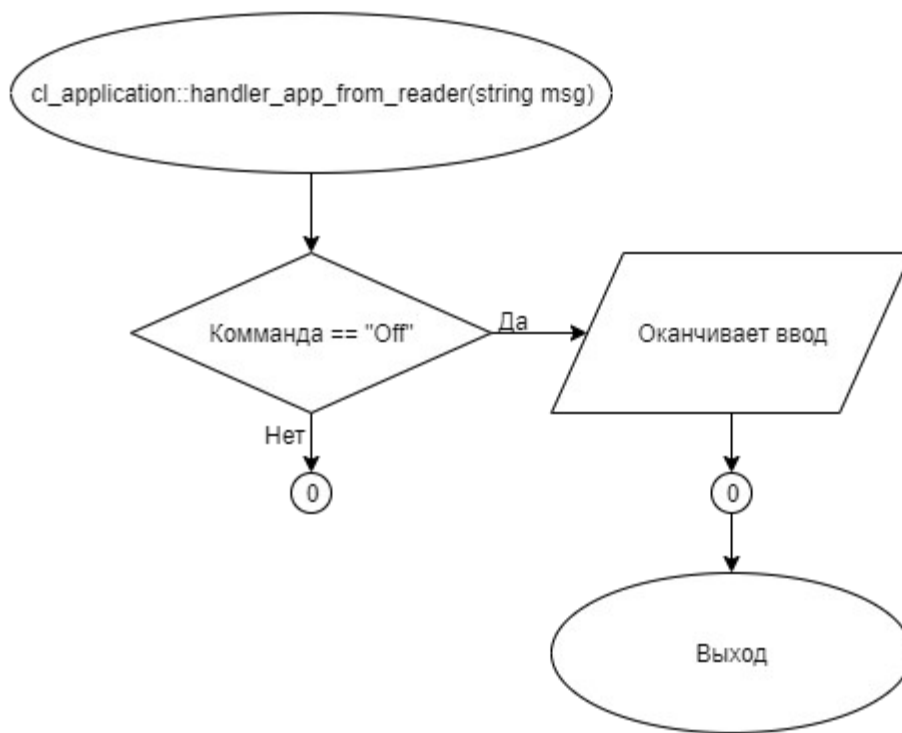 cl_application::handler_app_from_reader(string msg)
Комманда == "Off"
Да
Оканчивает ввод
Нет
0
0
Выход